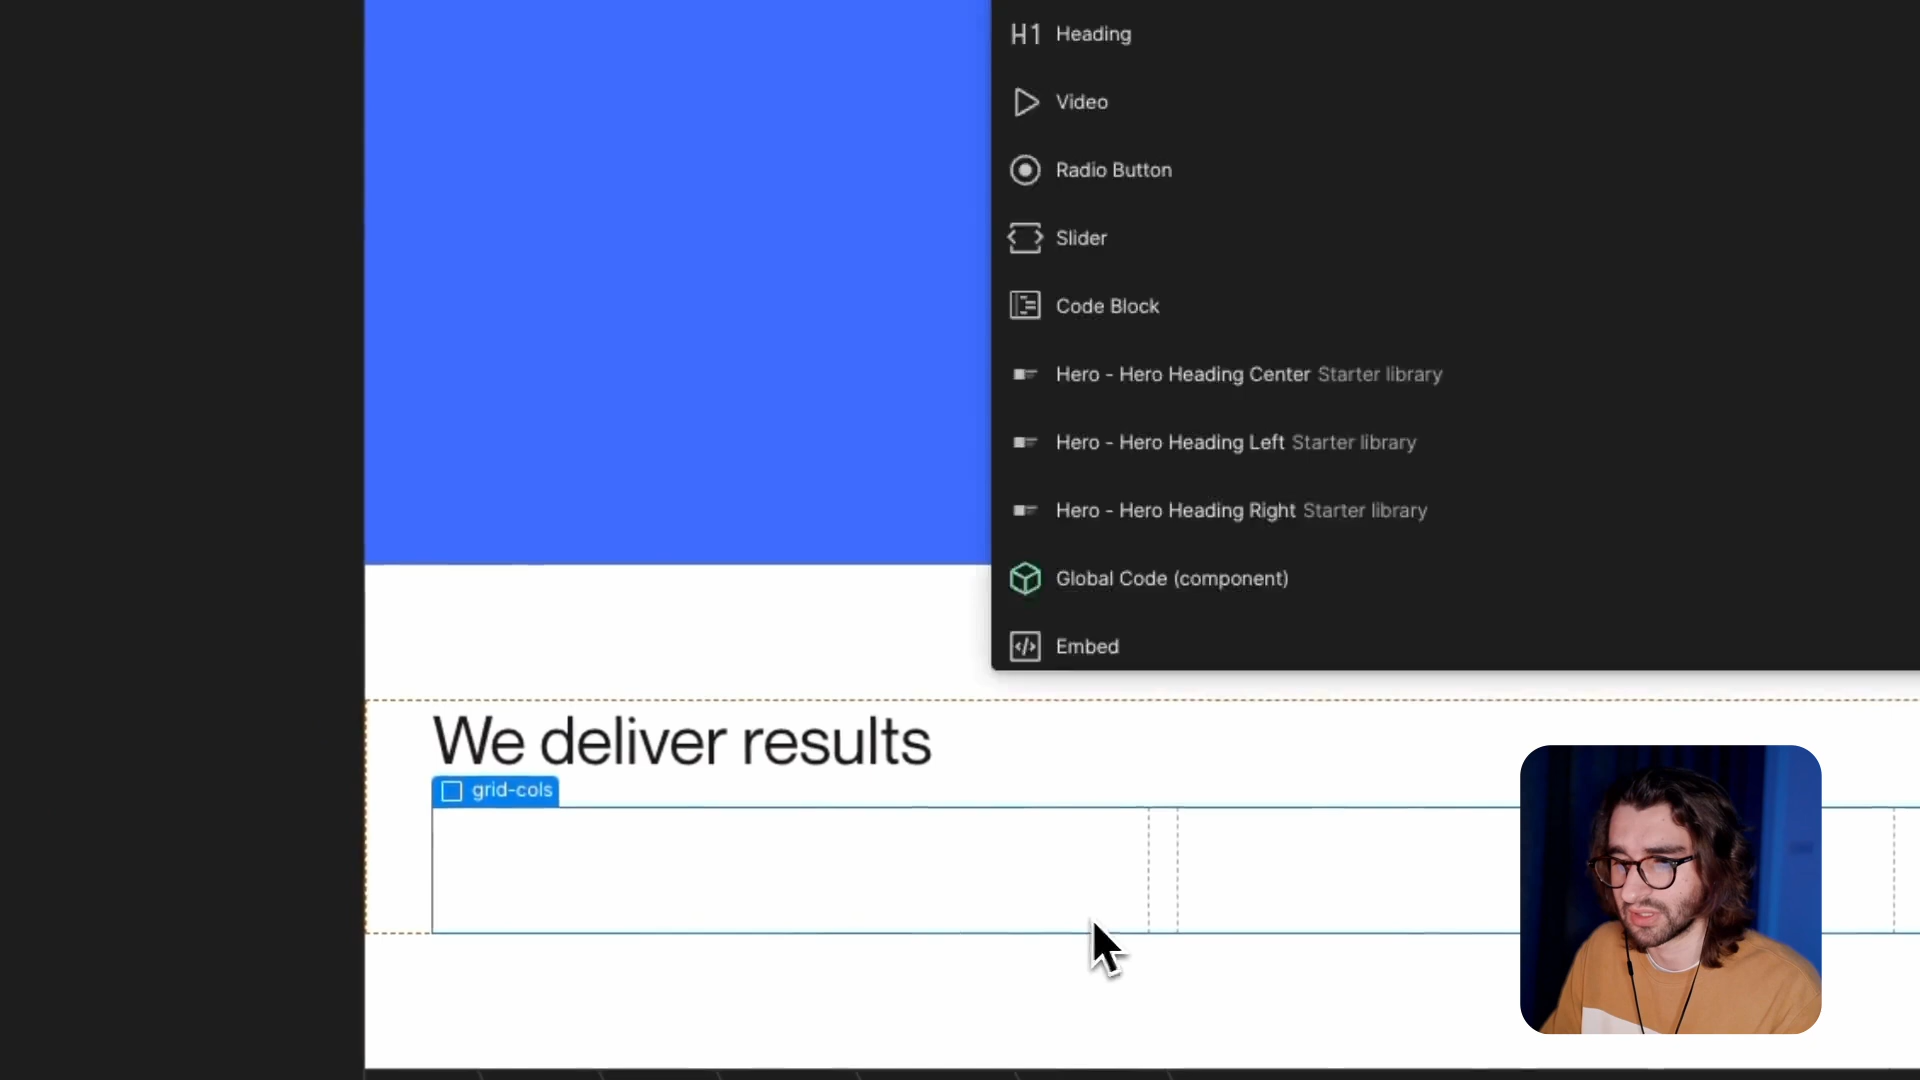 H1 Heading
Video
Radio Button
Slider
Code Block
Hero - Hero Heading Center Starter library
Hero - Hero Heading Left Starter library
Hero - Hero Heading Right Starter library
Global Code (component)
Embed
We deliver results
grid-cols